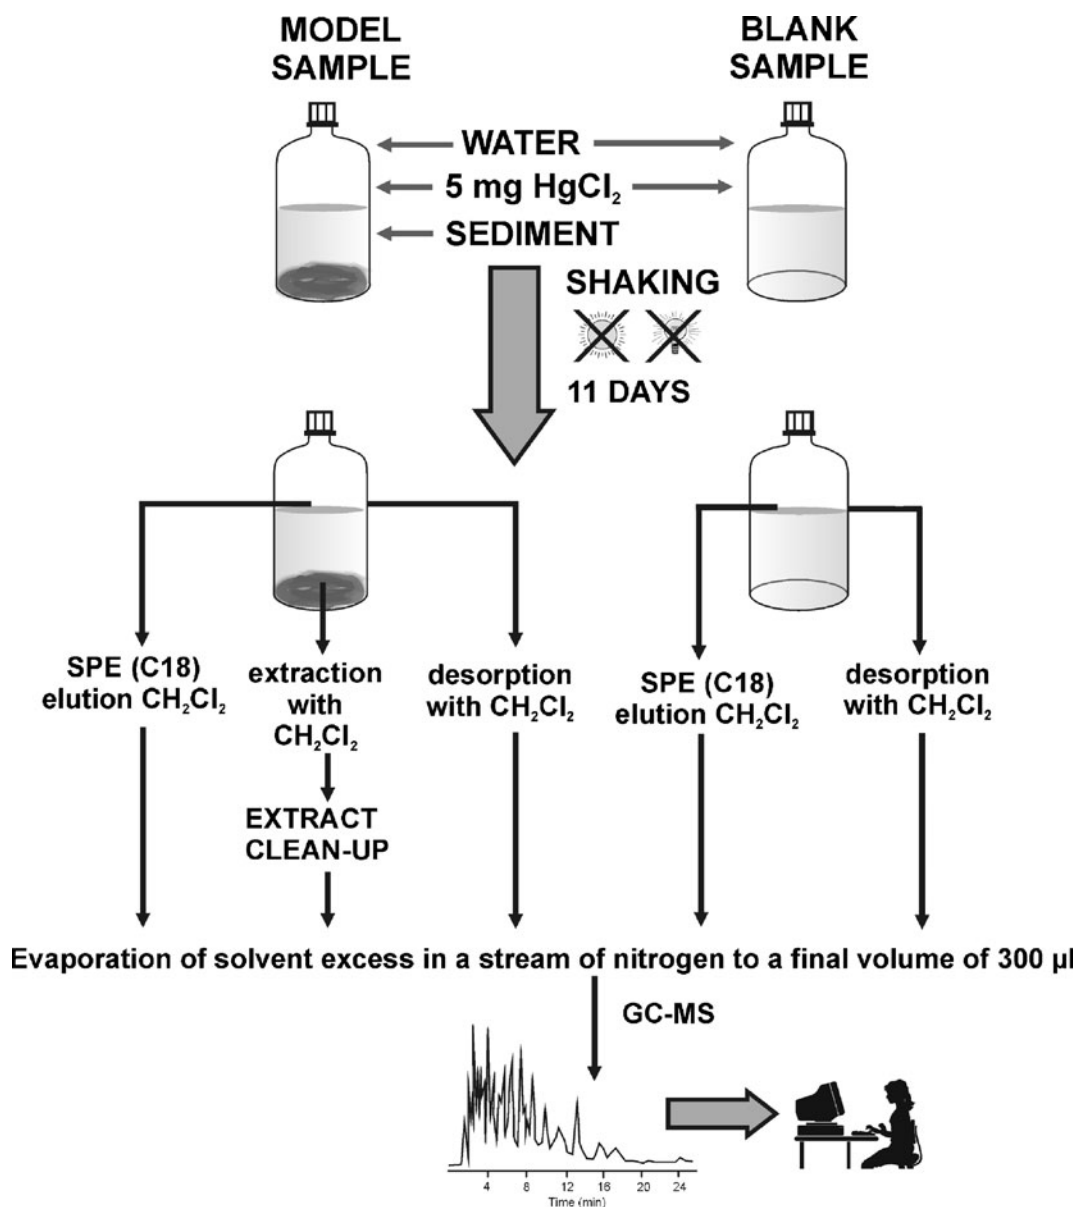 MODEL
SAMPLE
BLANK
SAMPLE
WATER
5 mg HgCl₂
SEDIMENT
SHAKING
11 DAYS
SPE (C18)
elution CH₂Cl₂
extraction
with
CH₂Cl₂
desorption
with CH₂Cl₂
SPE (C18)
elution CH₂Cl₂
desorption
with CH₂Cl₂
EXTRACT
CLEAN-UP
Evaporation of solvent excess in a stream of nitrogen to a final volume of 300 µl
GC-MS
4 8 12 16 20 24
Time (min)